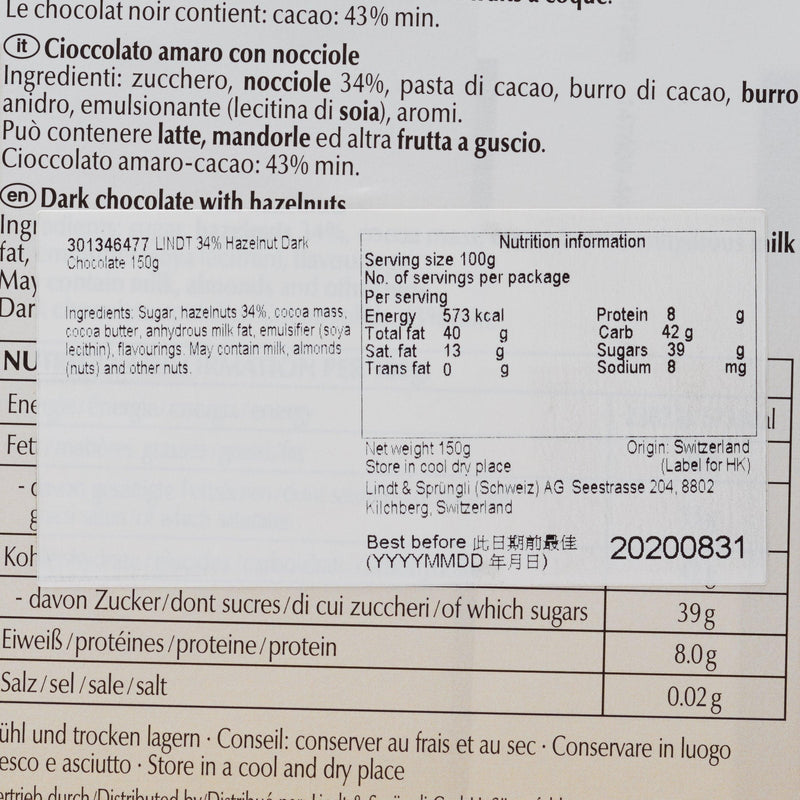 Le chocolat noir contient: cacao: 43% min.
it Cioccolato amaro con nocciole
Ingredienti: zucchero, nocciole 34%, pasta di cacao, burro di cacao, burro
anidro, emulsionante (lecitina di soia), aromi.
Può contenere latte, mandorle ed altra frutta a guscio.
Cioccolato amaro-cacao: 43% min.
en Dark chocolate with hazelnuts
fat,
May
301346477 LINDT 34% Hazelnut Dark
Chocolate 150g
Ingredients: Sugar, hazelnuts 34%, cocoa mass,
cocoa butter, anhydrous milk fat, emulsifier (soya
lecithin), flavourings. May contain milk, almonds
(nuts) and other nuts.
Nutrition information
Serving size 100g
No. of servings per package
Per serving
Energy 573 kcal Protein 8 g
Total fat 40 g Carb 42 g
Sat. fat 13 g Sugars 39 g
Trans fat 0 g Sodium 8 mg
Net weight 150g Origin: Switzerland
Store in cool dry place (Label for HK)
Lindt & Sprüngli (Schweiz) AG Seestrasse 204, 8802
Kilchberg, Switzerland
Best before 此日期前最佳 20200831
(YYYYMMDD 年月日)
- davon Zucker/dont sucres/di cui zuccheri/of which sugars 39g
Eiweiß/protéines/proteine/protein 8.0g
Salz/sel/sale/salt 0.02g
ühl und trocken lagern · Conseil: conserver au frais et au sec · Conservare in luogo
esco e asciutto · Store in a cool and dry place